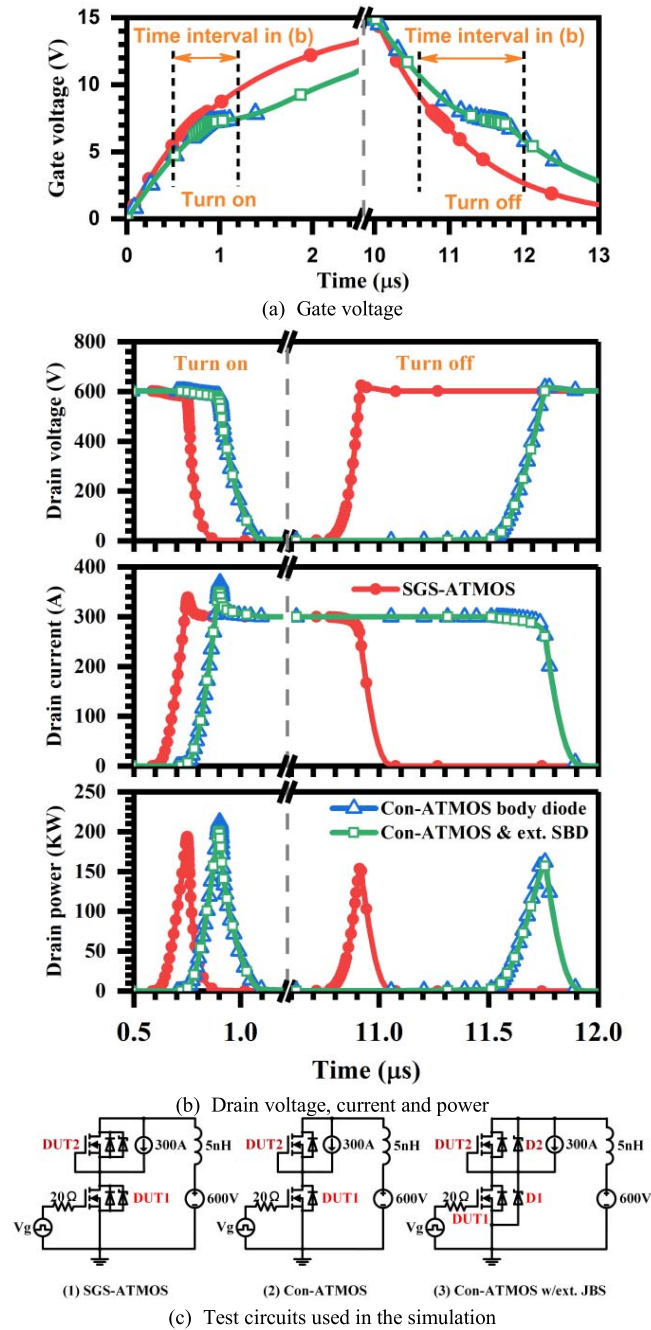 15
10
5
0
Gate voltage (V)
Time interval in (b)
Time interval in (b)
Turn on
Turn off
0
1
2
10
11
12
13
Time (μs)
(a) Gate voltage
800
600
400
200
0
Drain voltage (V)
Turn on
Turn off
400
300
200
100
0
Drain current (A)
SGS-ATMOS
250
200
150
100
50
0
Drain power (KW)
Con-ATMOS body diode
Con-ATMOS & ext. SBD
0.5
1.0
11.0
11.5
12.0
Time (μs)
(b) Drain voltage, current and power
DUT2
300A
5nH
20Ω
DUT1
600V
Vg
(1) SGS-ATMOS
DUT2
300A
5nH
20Ω
DUT1
600V
Vg
(2) Con-ATMOS
DUT2
D2
300A
5nH
20Ω
D1
600V
DUT1
Vg
(3) Con-ATMOS w/ext. JBS
(c) Test circuits used in the simulation